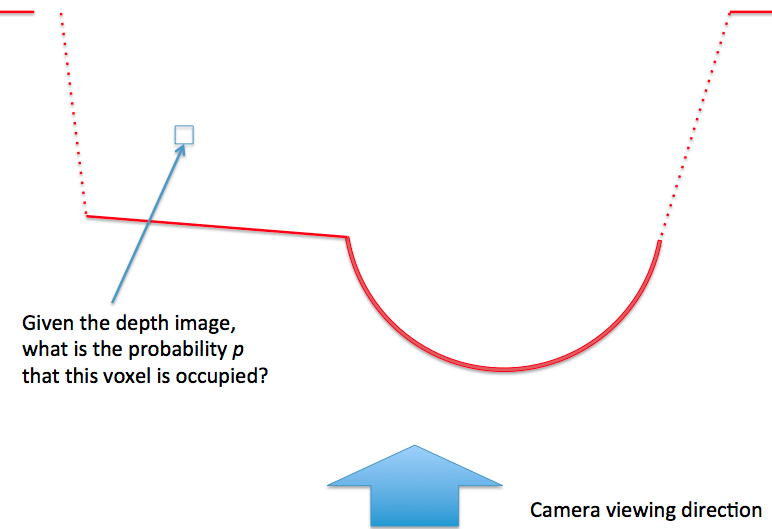 Given the depth image,
what is the probability p
that this voxel is occupied?
Camera viewing direction